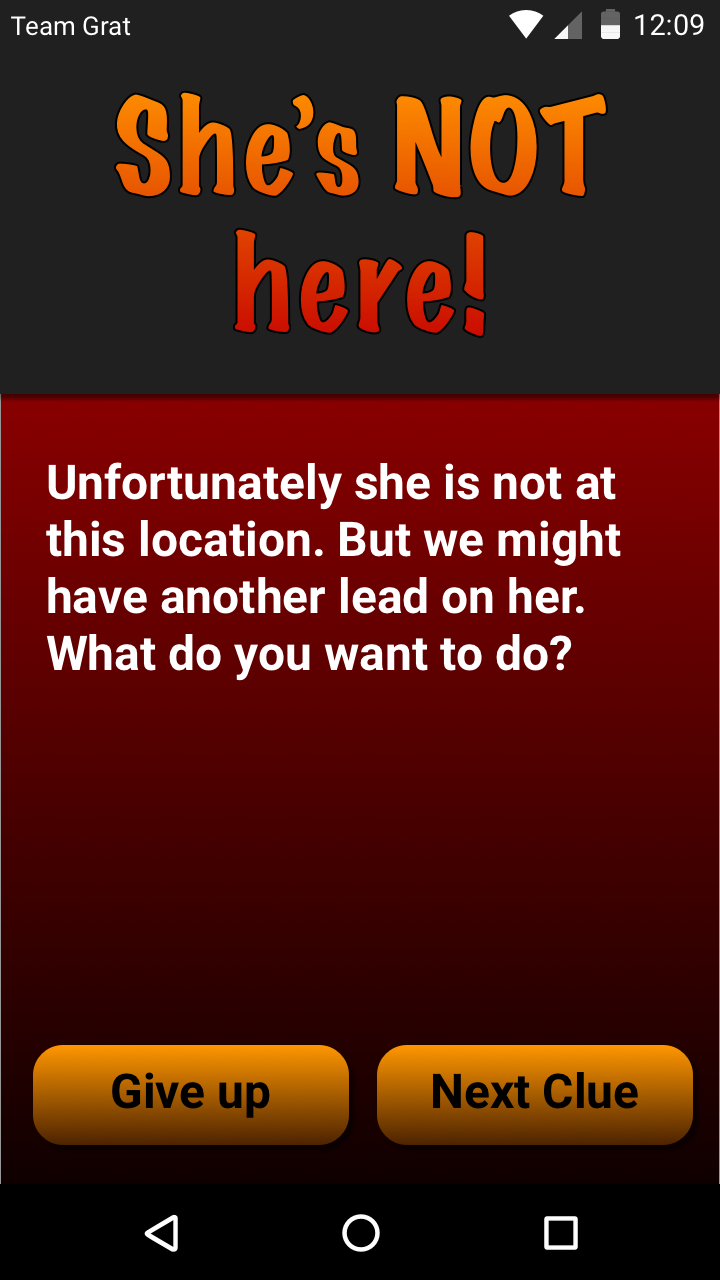 Team Grat 12:09
She's NOT
here!
Unfortunately she is not at
this location. But we might
have another lead on her.
What do you want to do?
Give up Next Clue